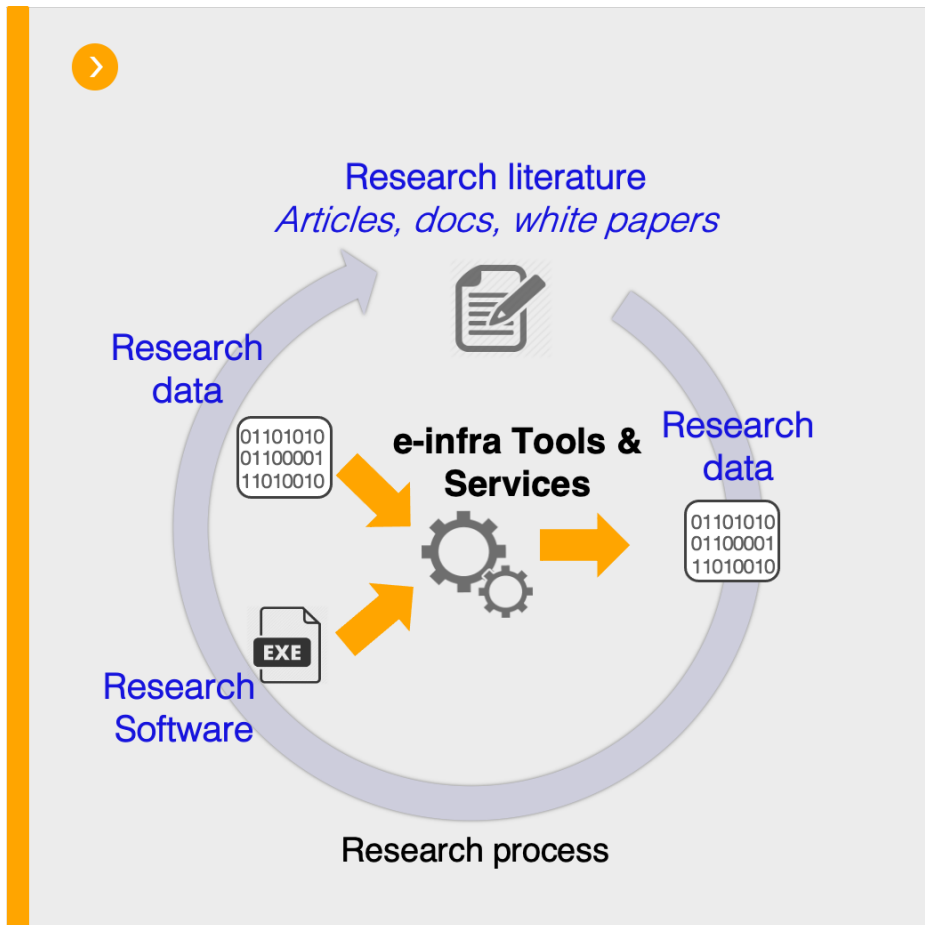 Research literature
Articles, docs, white papers
Research
data
01101010
01100001
11010010
e-infra Tools &
Services
Research
data
01101010
01100001
11010010
EXE
Research
Software
Research process